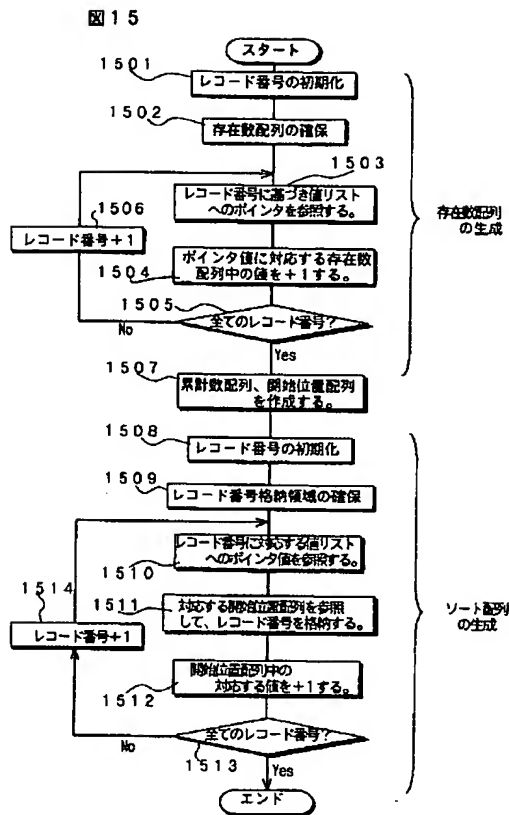 図15
スタート
1501
レコード番号の初期化
1502
存在数配列の確保
1503
レコード番号に基づき値リスト
へのポインタを参照する。
1506
レコード番号+1
存在数配列
の生成
1504
ポインタ値に対応する存在数
配列中の値を+1する。
1505
全てのレコード番号?
No
Yes
1507
累計数配列、開始位置配列
を作成する。
1508
レコード番号の初期化
1509
レコード番号格納領域の確保
1510
レコード番号に対応する値リスト
へのポインタ値を参照する。
1514
レコード番号+1
1511
対応する開始位置配列を参照
して、レコード番号を格納する。
ソート配列
の生成
1512
開始位置配列中の
対応する値を+1する。
全てのレコード番号?
No
1513
Yes
エンド